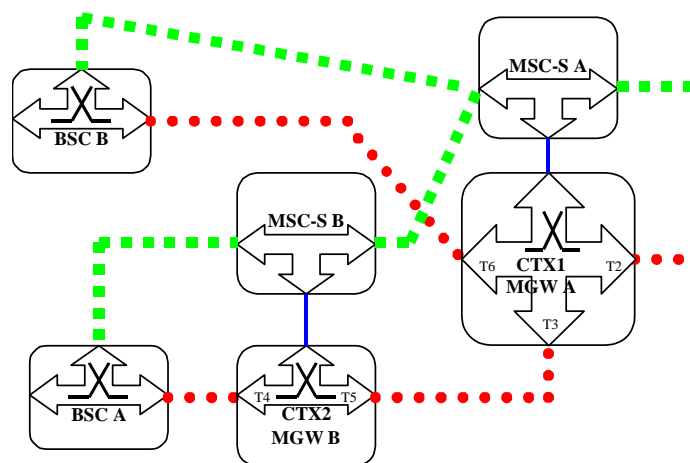 MSC-S A
BSC B
MSC-S B
CTX1
T6
T2
MGW A
T3
T4
T5
BSC A
CTX2
MGW B